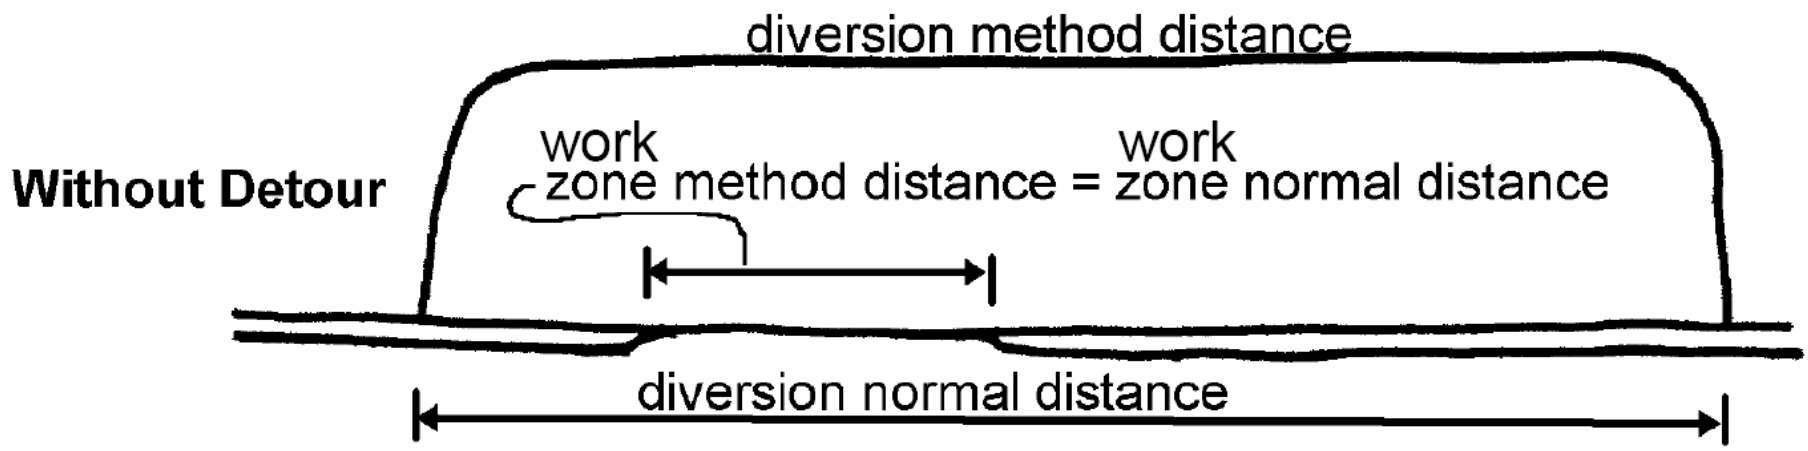 diversion method distance
work work
Without Detour zone method distance = zone normal distance
diversion normal distance